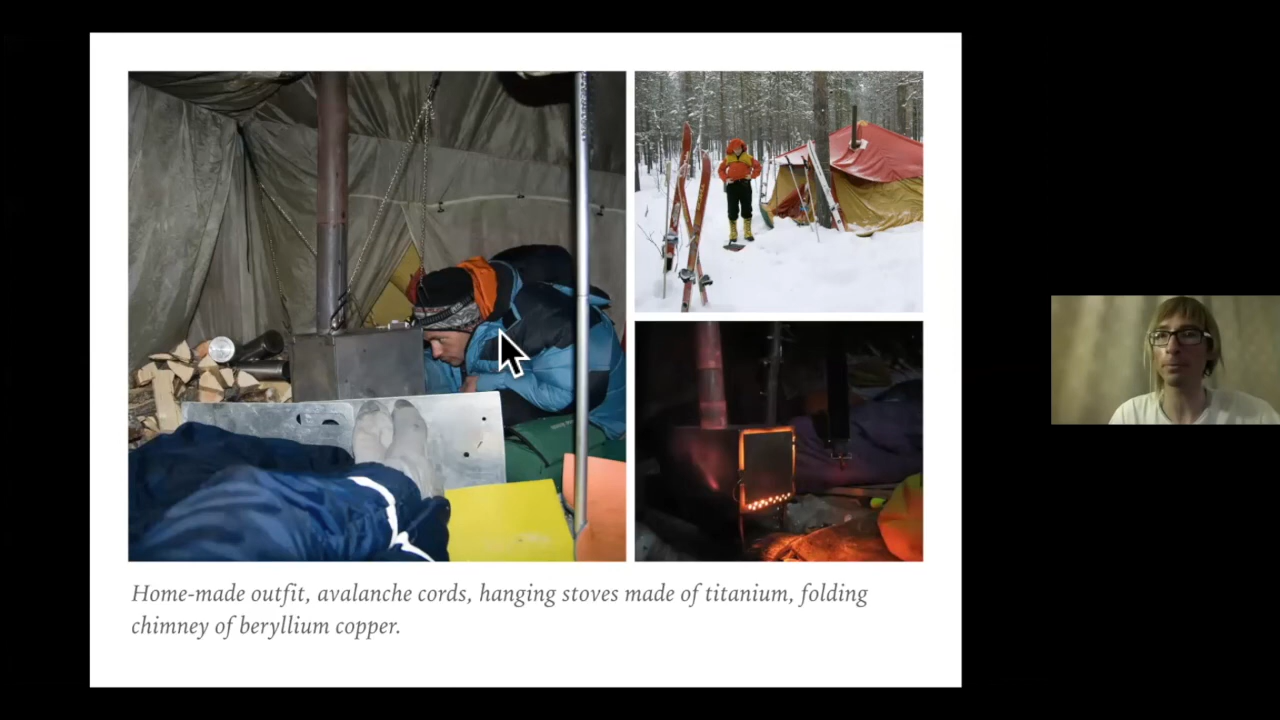 Home-made outfit, avalanche cords, hanging stoves made of titanium, folding
chimney of beryllium copper.